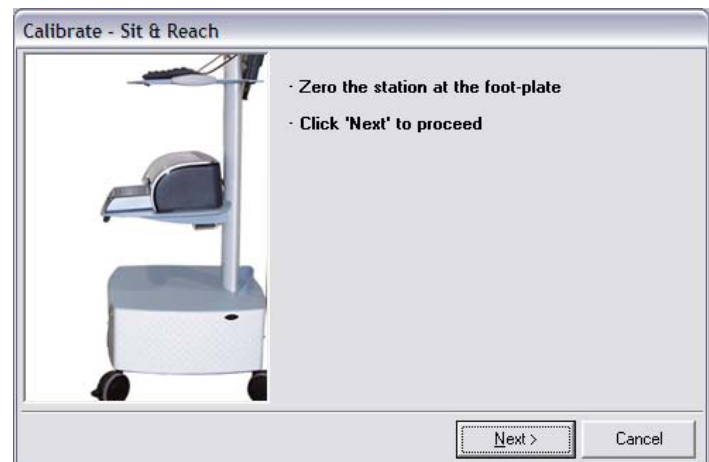 Calibrate - Sit & Reach
· Zero the station at the foot-plate
· Click 'Next' to proceed
Next >
Cancel